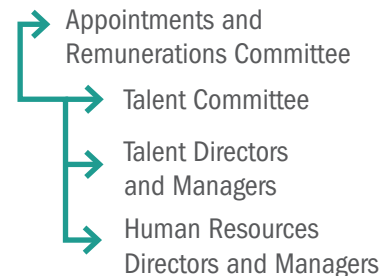 Appointments and
Remunerations Committee
Talent Committee
Talent Directors
and Managers
Human Resources
Directors and Managers